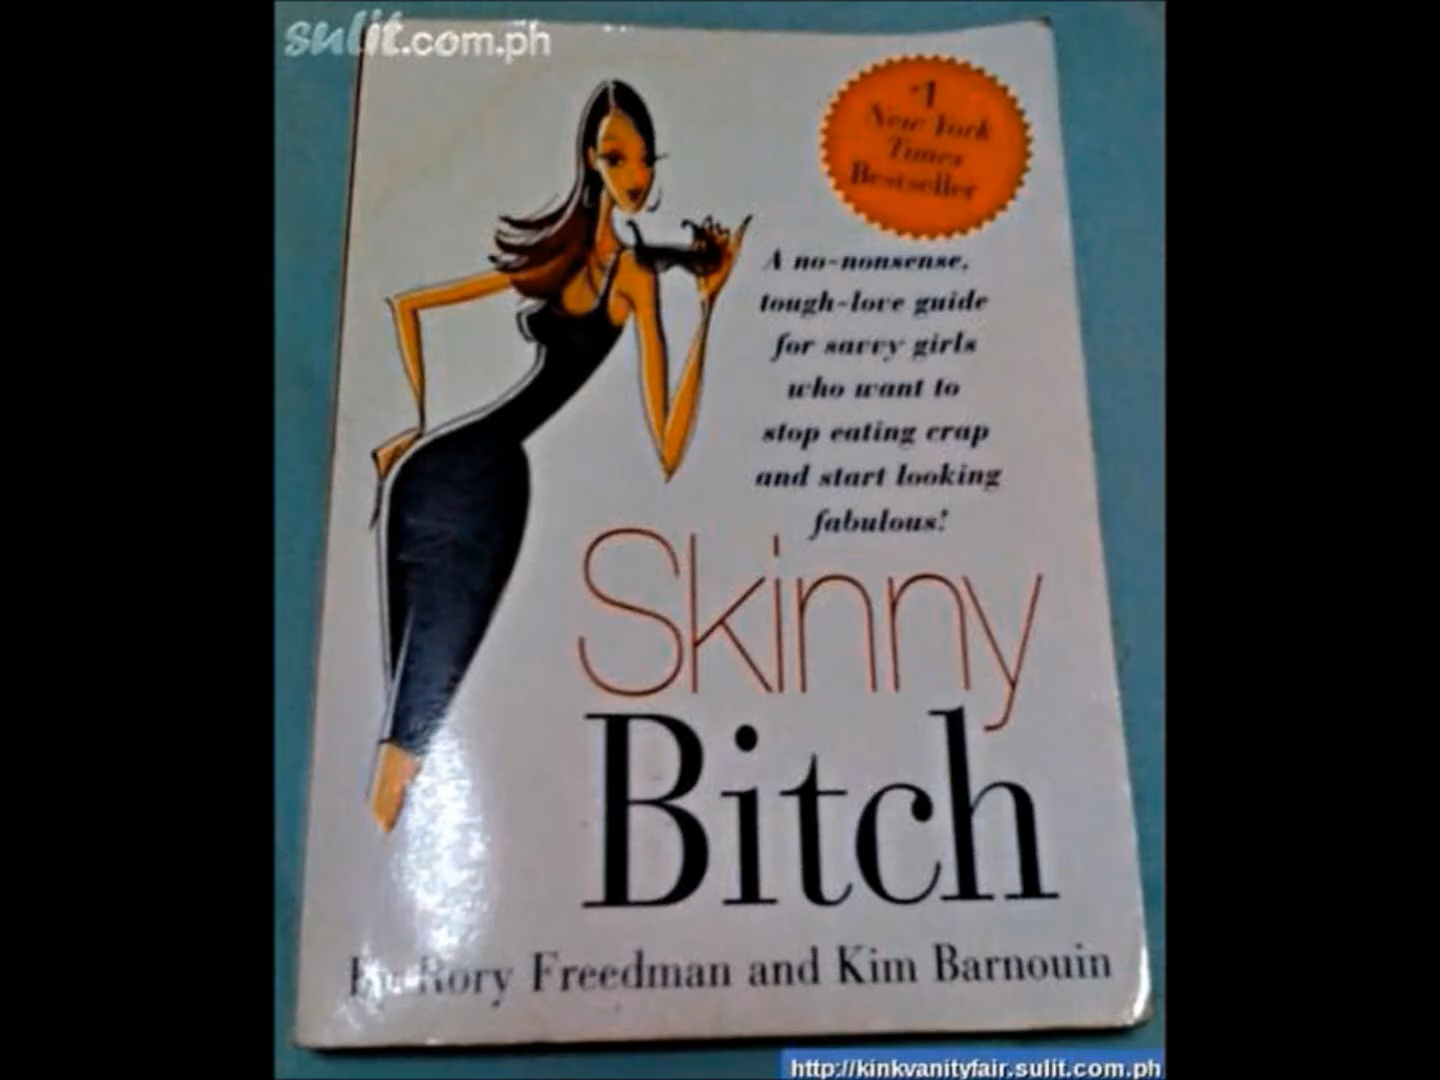 sulit.com.ph
#1
New York
Times
Bestseller
A no-nonsense,
tough-love guide
for savvy girls
who want to
stop eating crap
and start looking
fabulous!
Skinny
Bitch
By Rory Freedman and Kim Barnouin
http://kinkvanityfair.sulit.com.ph